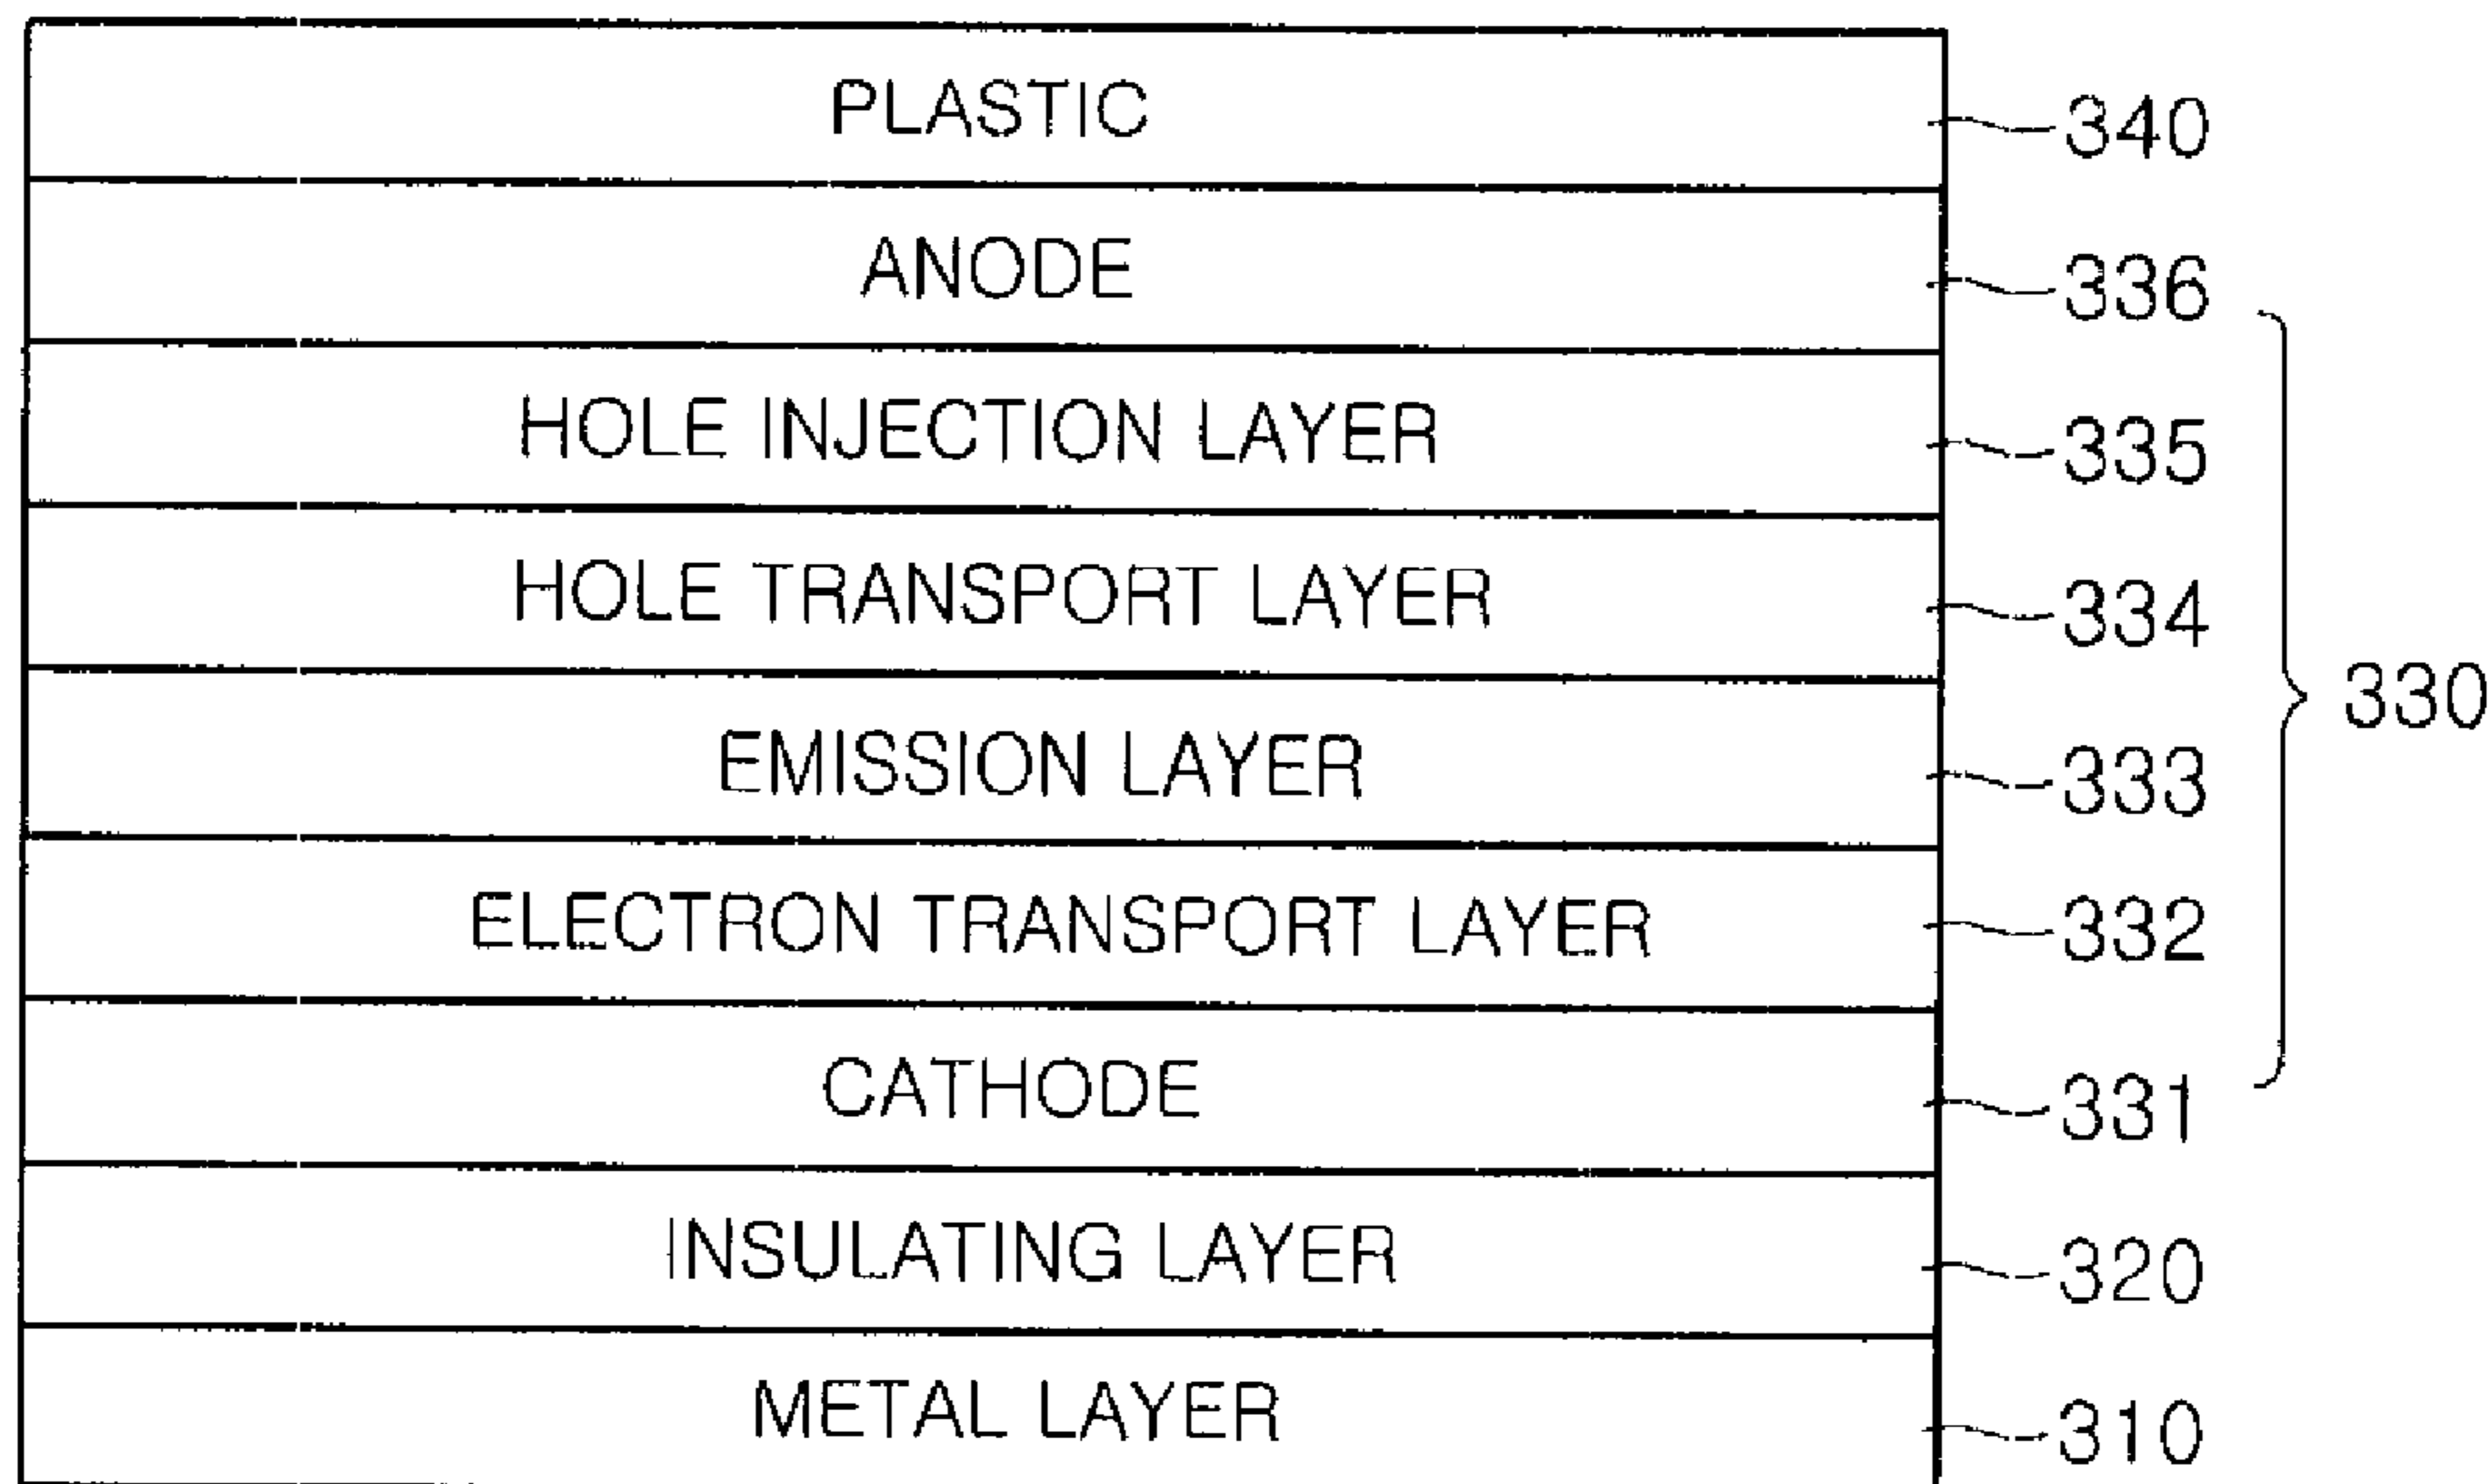 PLASTIC 340
ANODE 336
HOLE INJECTION LAYER 335
HOLE TRANSPORT LAYER 334
330
EMISSION LAYER 333
ELECTRON TRANSPORT LAYER 332
CATHODE 331
INSULATING LAYER 320
METAL LAYER 310